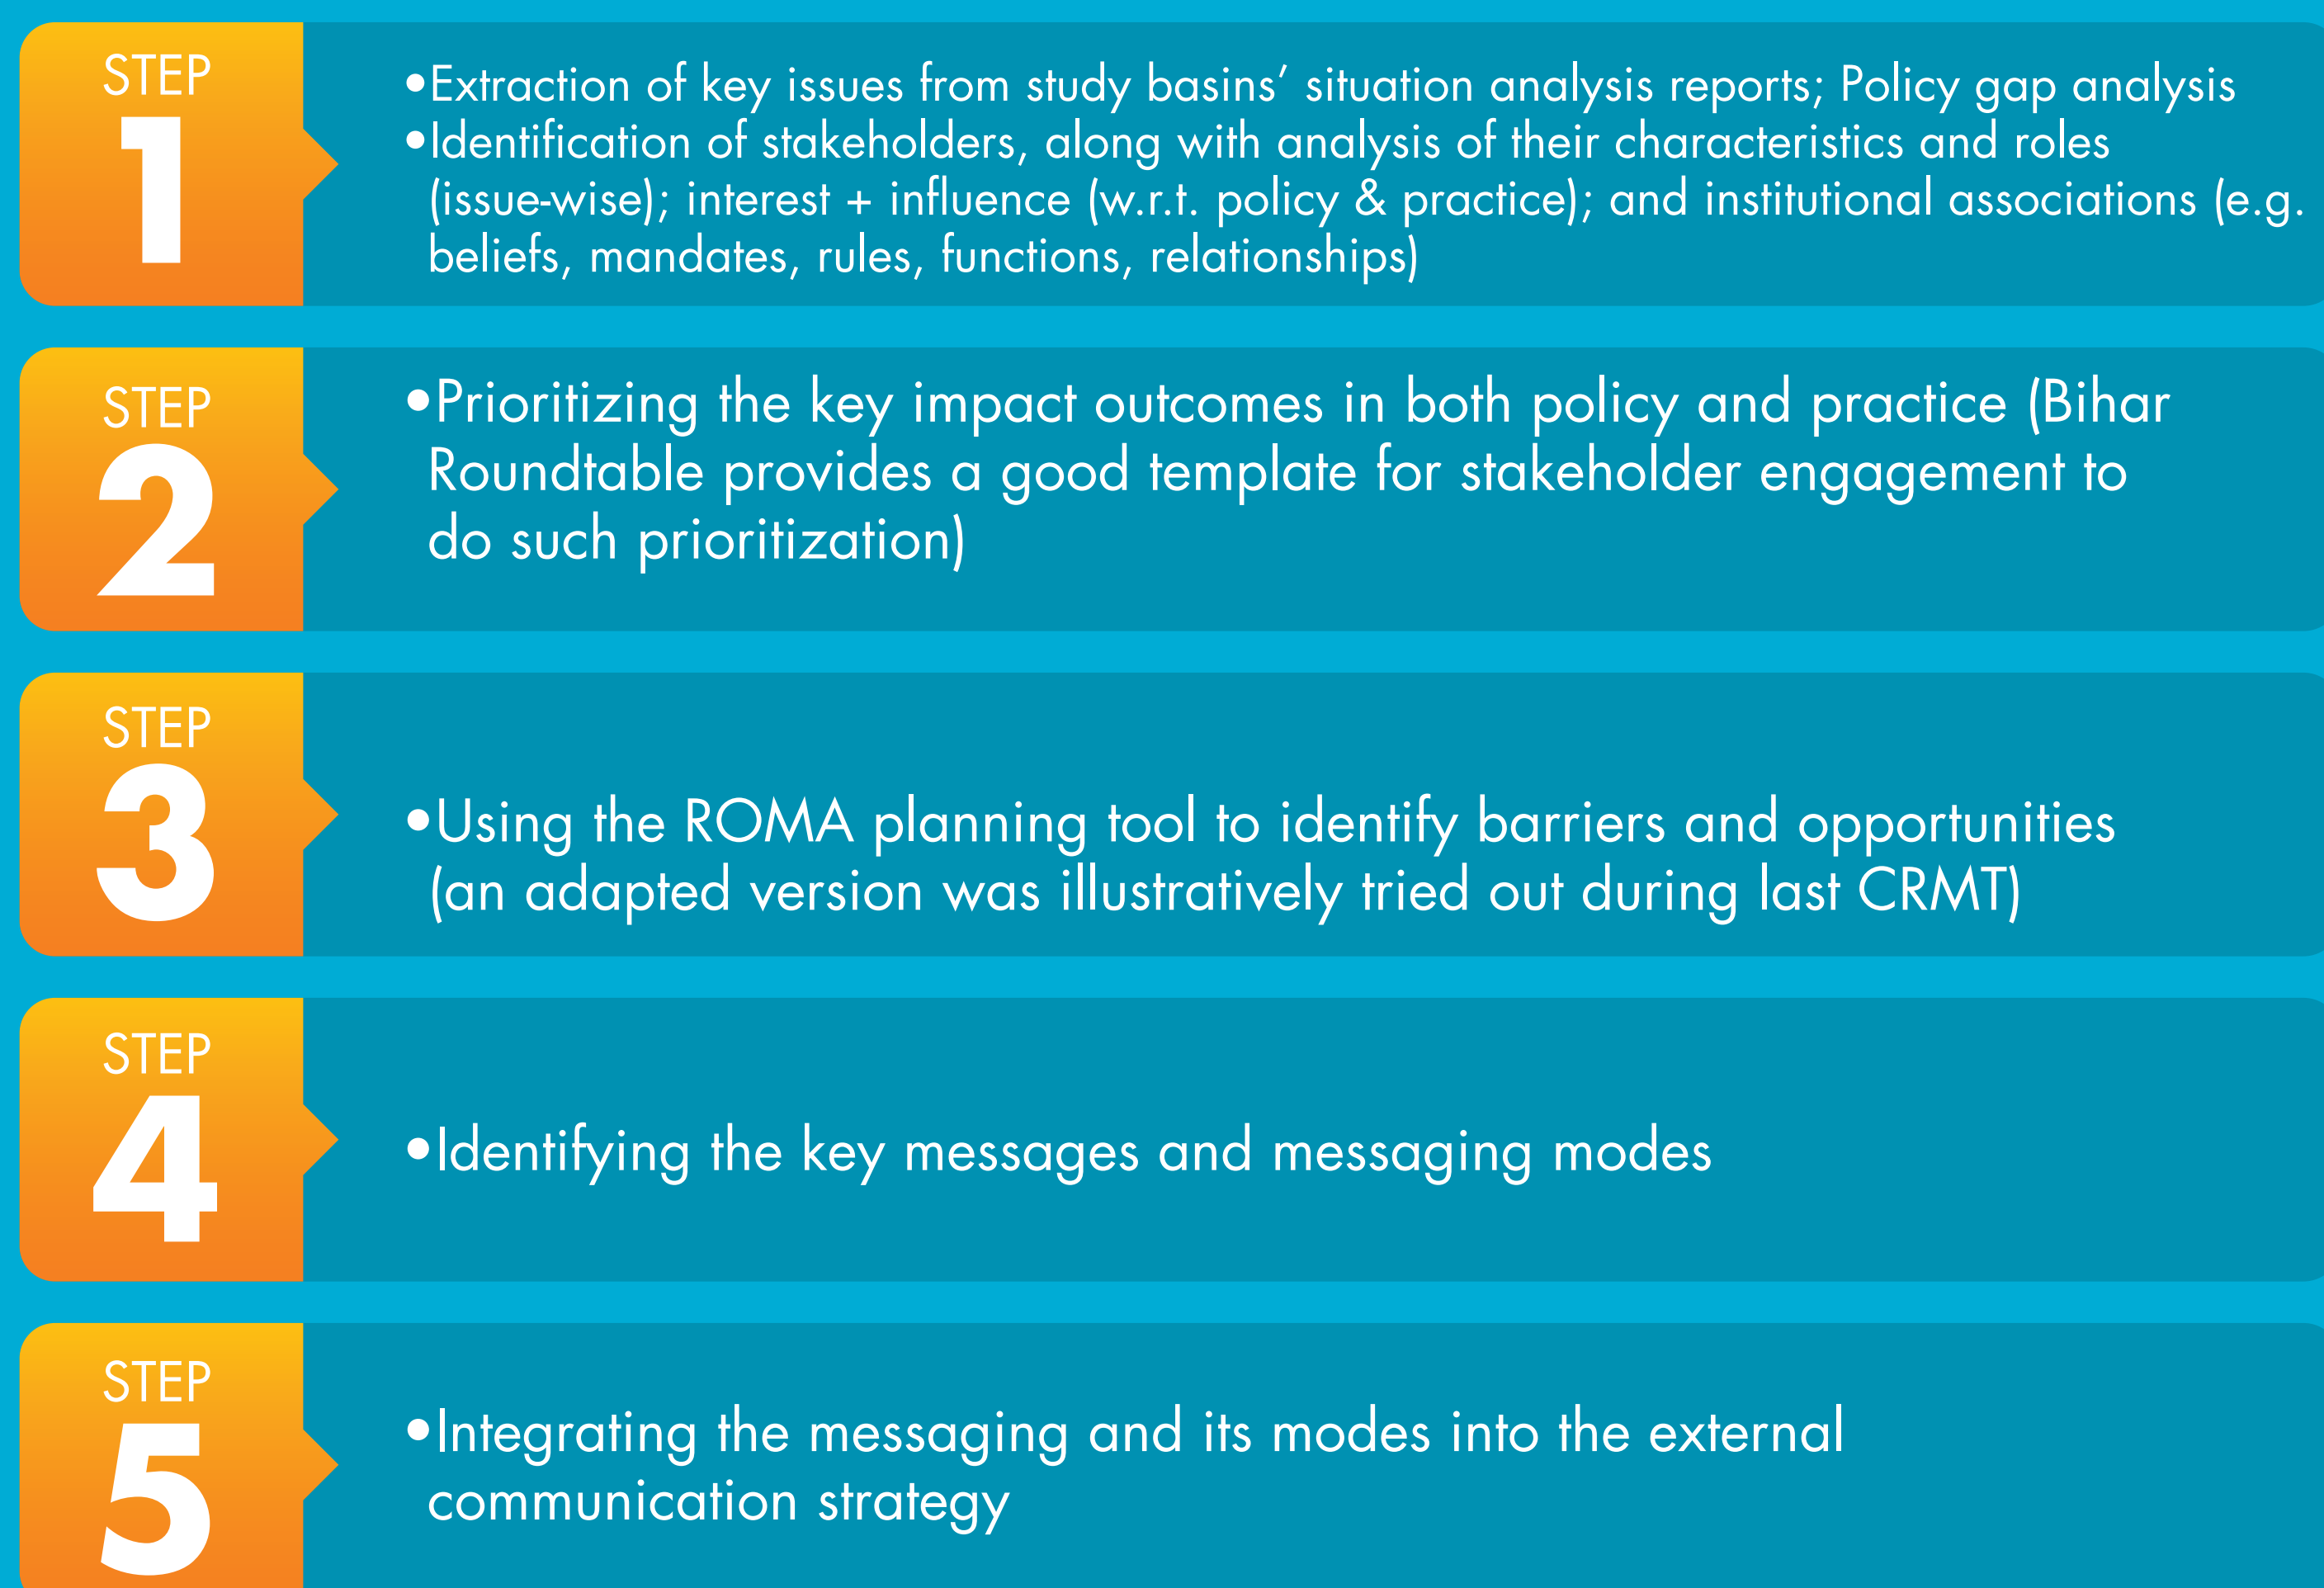 STEP
1
•Extraction of key issues from study basins’ situation analysis reports; Policy gap analysis
•Identification of stakeholders, along with analysis of their characteristics and roles
(issue-wise); interest + influence (w.r.t. policy & practice); and institutional associations (e.g.
beliefs, mandates, rules, functions, relationships)
STEP
2
•Prioritizing the key impact outcomes in both policy and practice (Bihar
Roundtable provides a good template for stakeholder engagement to
do such prioritization)
STEP
3
•Using the ROMA planning tool to identify barriers and opportunities
(an adapted version was illustratively tried out during last CRMT)
STEP
4
•Identifying the key messages and messaging modes
STEP
5
•Integrating the messaging and its modes into the external
communication strategy